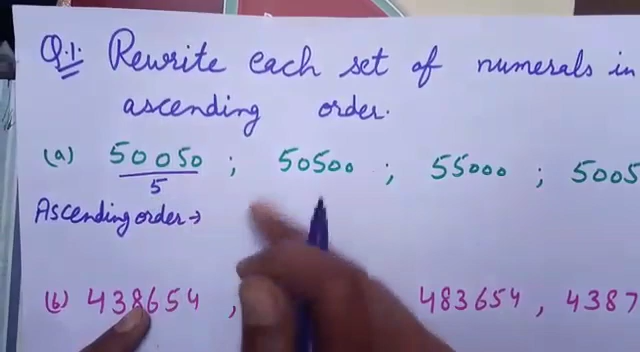 Q.1. Rewrite each set of numerals in
ascending order.
(a) 50050 ; 50500 ; 55000 ; 5005
5
Ascending order →
(b) 438654 , 483654 , 4387